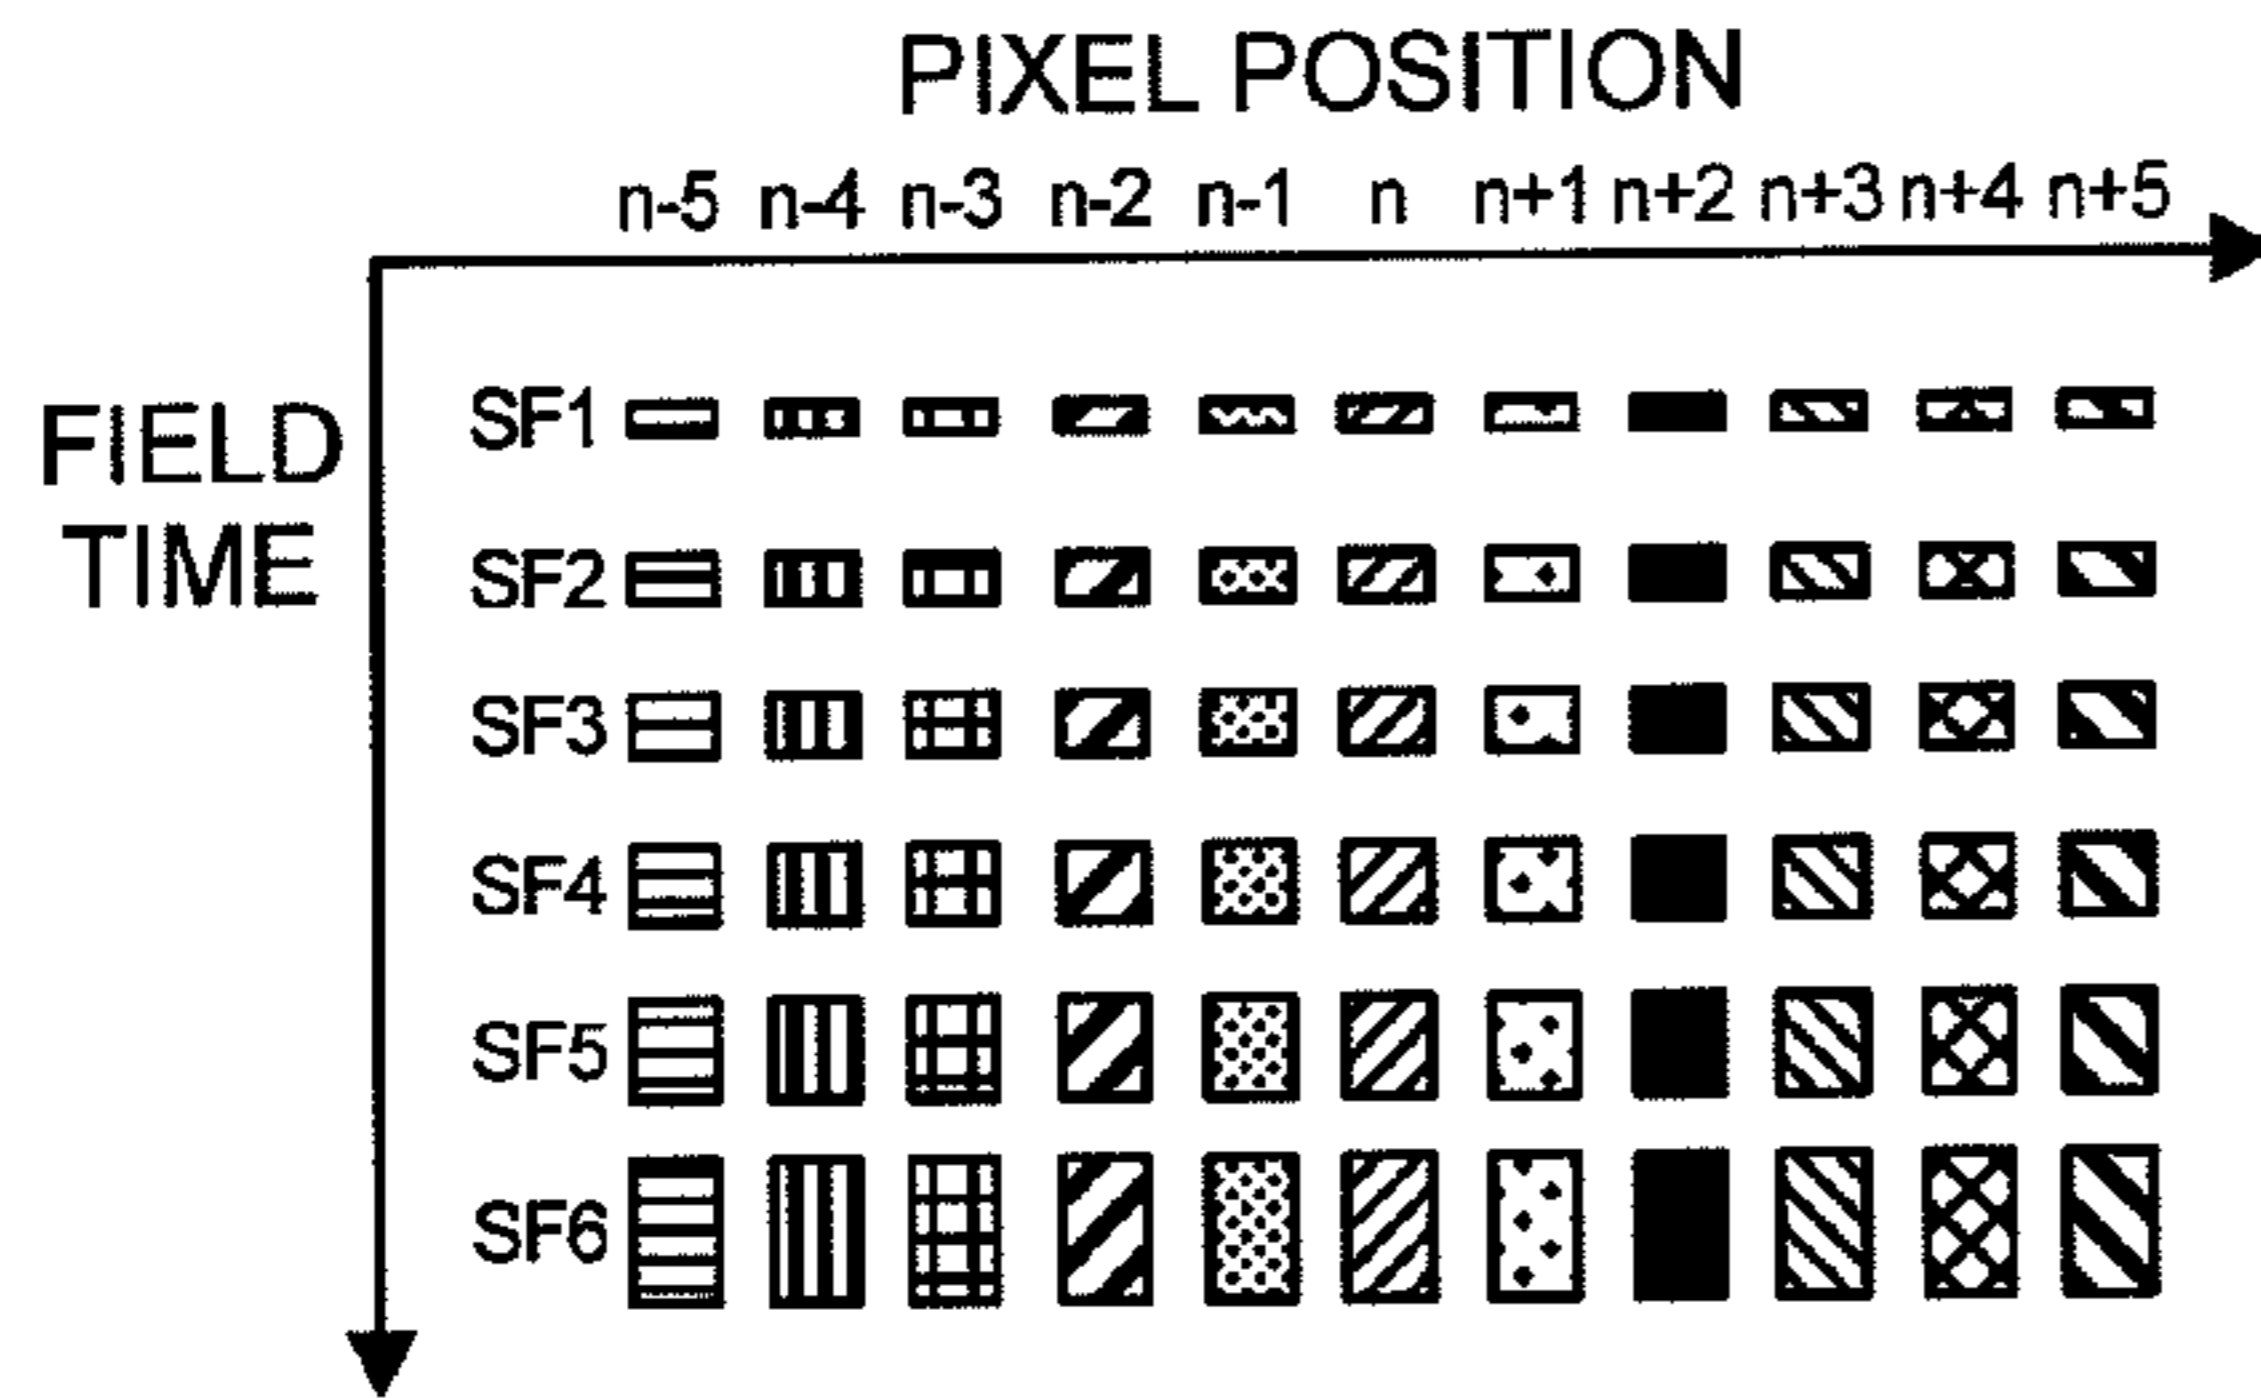 PIXEL POSITION
n-5 n-4 n-3 n-2 n-1 n n+1 n+2 n+3 n+4 n+5
FIELD
TIME
SF1
SF2
SF3
SF4
SF5
SF6